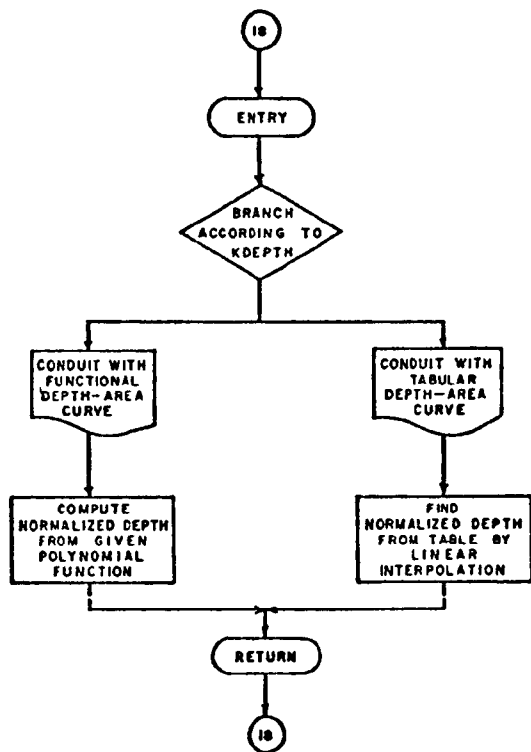 18
ENTRY
BRANCH
ACCORDING TO
KDEPTH
CONDUIT WITH
FUNCTIONAL
DEPTH-AREA
CURVE
CONDUIT WITH
TABULAR
DEPTH-AREA
CURVE
COMPUTE
NORMALIZED DEPTH
FROM GIVEN
POLYNOMIAL
FUNCTION
FIND
NORMALIZED DEPTH
FROM TABLE BY
LINEAR
INTERPOLATION
RETURN
18